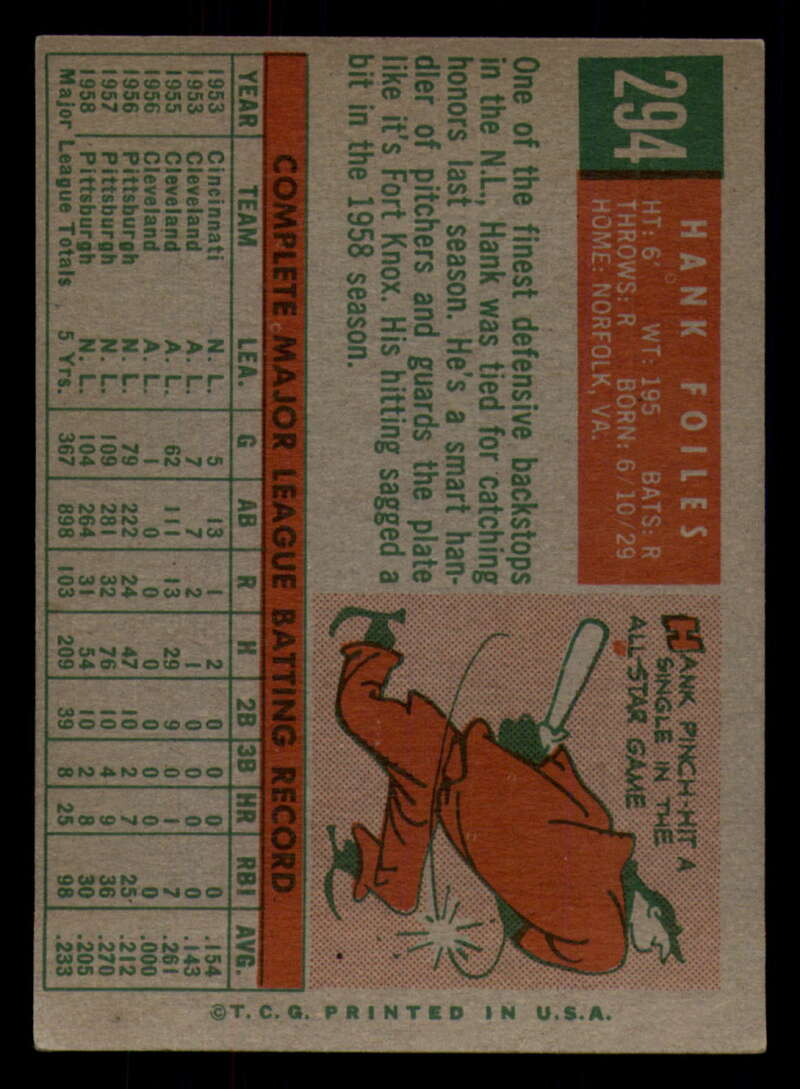 294
HANK FOILES
HT: 6' WT: 195 BATS: R
THROWS: R BORN: 6/10/29
HOME: NORFOLK, VA.
One of the finest defensive backstops
in the N.L., Hank was tied for catching
honors last season. He's a smart han-
dler of pitchers and guards the plate
like it's Fort Knox. His hitting sagged a
bit in the 1958 season.
HANK PINCH-HIT A
SINGLE IN THE
ALL-STAR GAME
COMPLETE MAJOR LEAGUE BATTING RECORD
YEAR TEAM LEA. G AB R H 2B 3B HR RBI AVG.
1953 Cincinnati N. L. 5 13 1 2 0 0 0 0 .154
1953 Cleveland A. L. 7 7 2 1 0 0 0 0 .143
1955 Cleveland A. L. 62 111 13 29 9 0 1 7 .261
1956 Cleveland A. L. 1 0 0 0 0 0 0 0 .000
1956 Pittsburgh N. L. 79 222 24 47 10 2 7 25 .212
1957 Pittsburgh N. L. 109 281 32 76 10 4 9 36 .270
1958 Pittsburgh N. L. 104 264 31 54 10 2 8 30 .205
Major League Totals 5 Yrs. 367 898 103 209 39 8 25 98 .233
©T.C.G. PRINTED IN U.S.A.